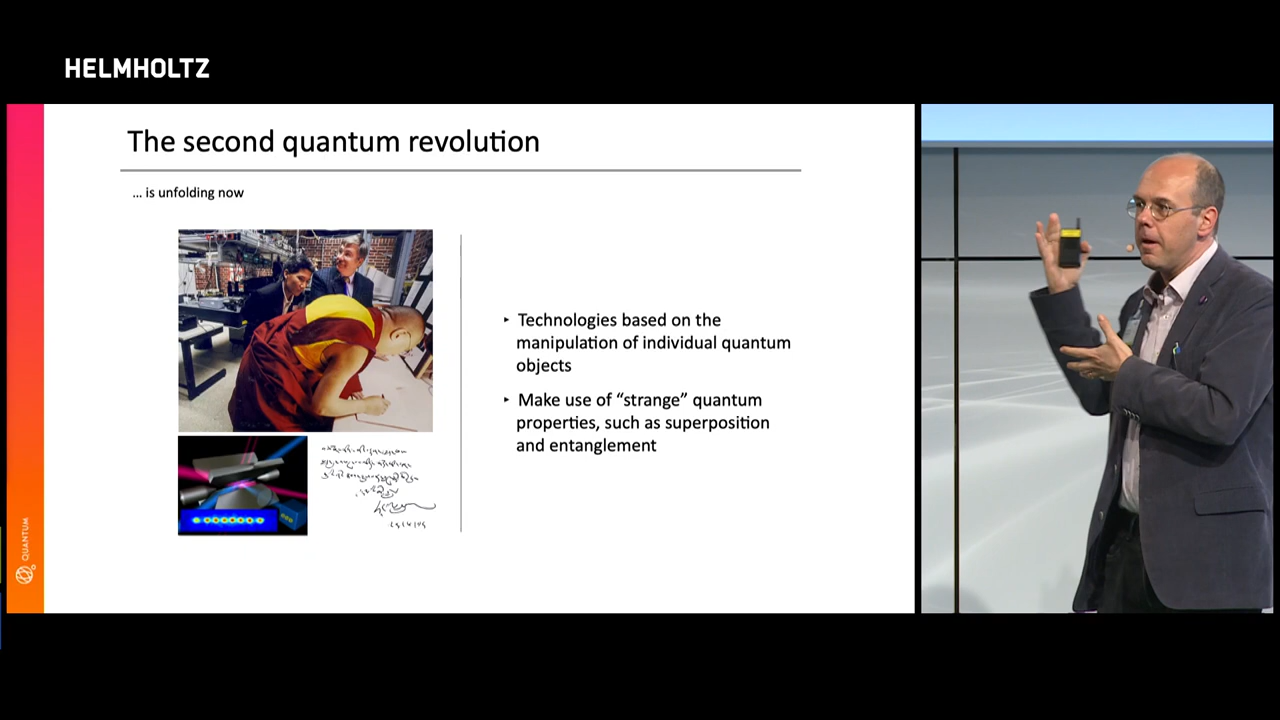 HELMHOLTZ
The second quantum revolution
... is unfolding now
‣ Technologies based on the
manipulation of individual quantum
objects
‣ Make use of “strange” quantum
properties, such as superposition
and entanglement
QUANTUM